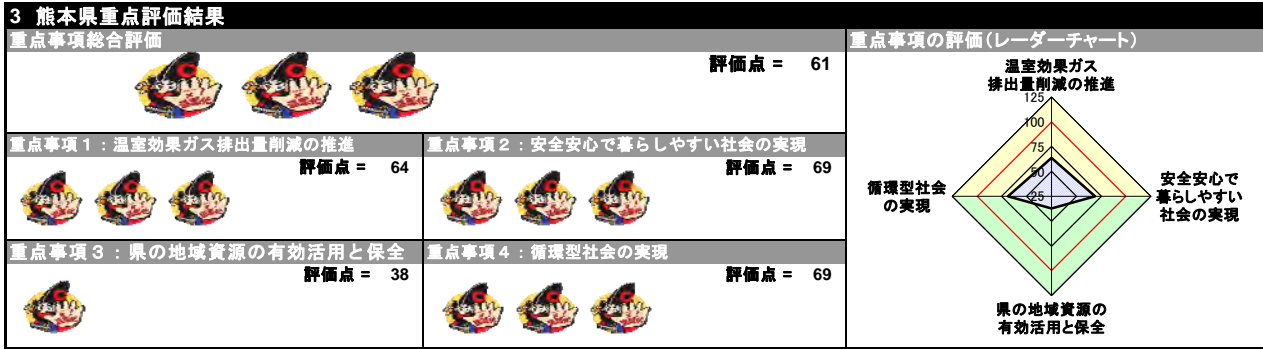 3 熊本県重点評価結果
重点事項総合評価
評価点 = 61
重点事項1：温室効果ガス排出量削減の推進
評価点 = 64
重点事項2：安全安心で暮らしやすい社会の実現
評価点 = 69
重点事項3：県の地域資源の有効活用と保全
評価点 = 38
重点事項4：循環型社会の実現
評価点 = 69
重点事項の評価(レーダーチャート)
温室効果ガス
排出量削減の推進
125
100
75
50
25
循環型社会
の実現
安全安心で
暮らしやすい
社会の実現
県の地域資源の
有効活用と保全